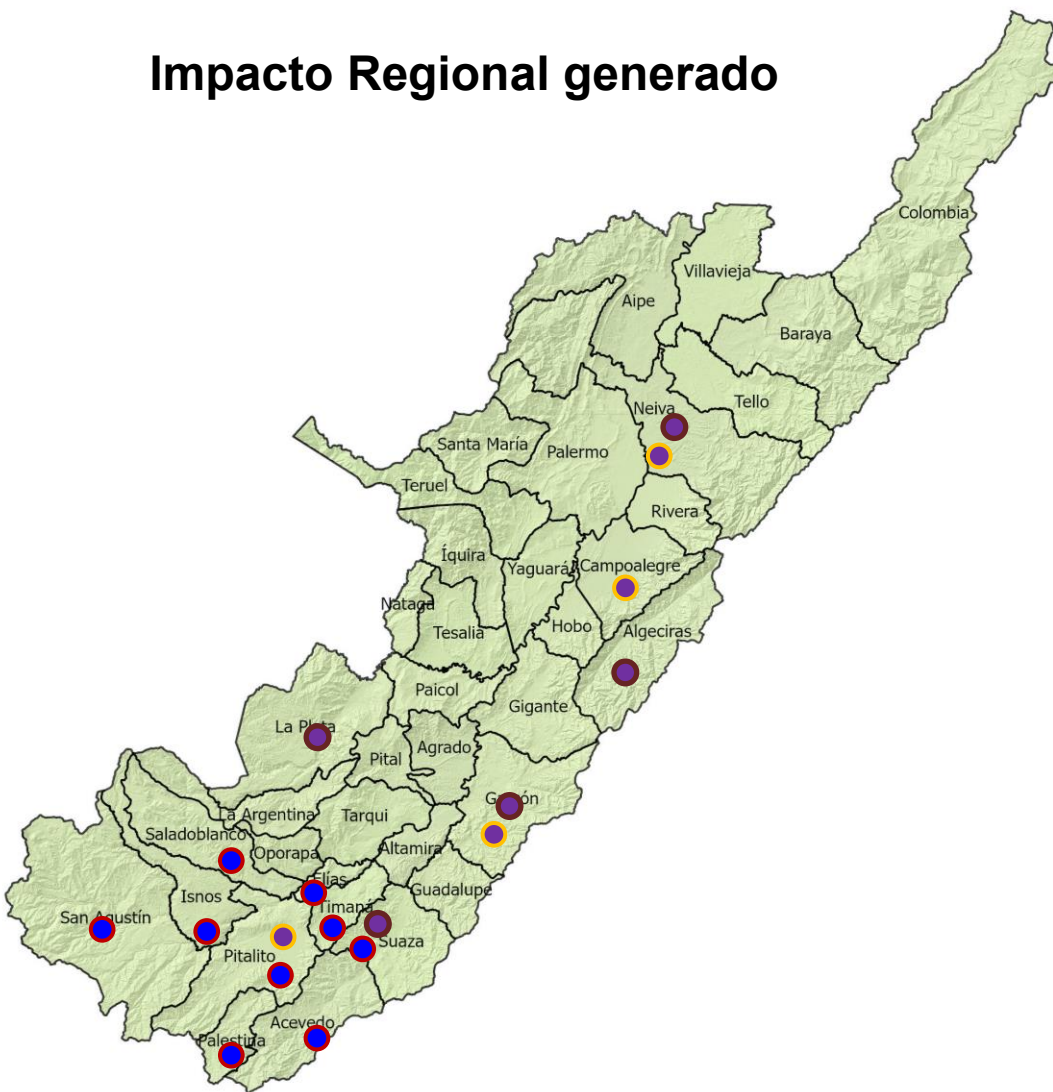 Impacto Regional generado
Colombia
Villavieja
Aipe
Baraya
Tello
Neiva
Santa María
Palermo
Teruel
Rivera
Íquira
Yaguará
Campoalegre
Nataga
Hobo
Algeciras
Tesalia
Paicol
Gigante
La Plata
Agrado
Pital
Garzón
La Argentina
Tarqui
Saladoblanco
Oporapa
Altamira
Elías
Guadalupe
Isnos
San Agustín
Timaná
Suaza
Pitalito
Acevedo
Palestina